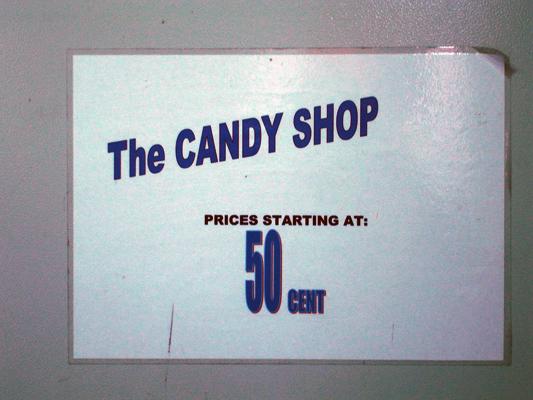 The CANDY SHOP
PRICES STARTING AT:
50 CENT